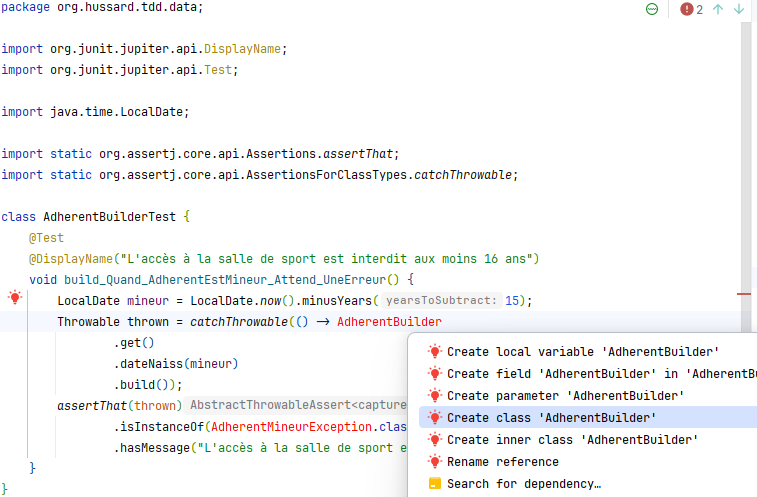 package org.hussard.tdd.data;
2
import org.junit.jupiter.api.DisplayName;
import org.junit.jupiter.api.Test;
import java.time.LocalDate;
import static org.assertj.core.api.Assertions.assertThat;
import static org.assertj.core.api.AssertionsForClassTypes.catchThrowable;
class AdherentBuilderTest {
@Test
@DisplayName("L'accès à la salle de sport est interdit aux moins 16 ans")
void build_Quand_AdherentEstMineur_Attend_UneErreur() {
LocalDate mineur = LocalDate.now().minusYears( yearsToSubtract: 15);
Throwable thrown = catchThrowable(() → AdherentBuilder
.get()
.dateNaiss(mineur)
.build());
assertThat(thrown) AbstractThrowableAssert<capture
.isInstanceOf(AdherentMineurException.clas
.hasMessage("L'accès à la salle de sport e
}
}
Create local variable 'AdherentBuilder'
Create field 'AdherentBuilder' in 'AdherentBu
Create parameter 'AdherentBuilder'
Create class 'AdherentBuilder'
Create inner class 'AdherentBuilder'
Rename reference
Search for dependency…